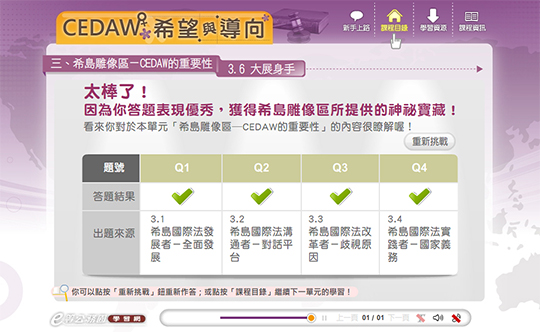 CEDAW 希望與導向
新手上路 課程目錄 學習資源 課程資訊
三、希島雕像區－CEDAW的重要性 3.6 大展身手
太棒了！
因為你答題表現優秀，獲得希島雕像區所提供的神祕寶藏！
看來你對於本單元「希島雕像區─CEDAW的重要性」的內容很瞭解喔！
重新挑戰
題號 Q1 Q2 Q3 Q4
答題結果
出題來源
3.1
希島國際法發
展者－全面發
展
3.2
希島國際法溝
通者－對話平
台
3.3
希島國際法改
革者－歧視原
因
3.4
希島國際法實
踐者－國家義
務
你可以點按「重新挑戰」鈕重新作答；或點按「課程目錄」繼續下一單元的學習！
學習網
上一頁 01 / 01 下一頁